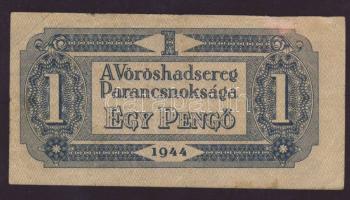 1
A Vöröshadsereg
Parancsnoksága
1 EGY PENGŐ 1
1944